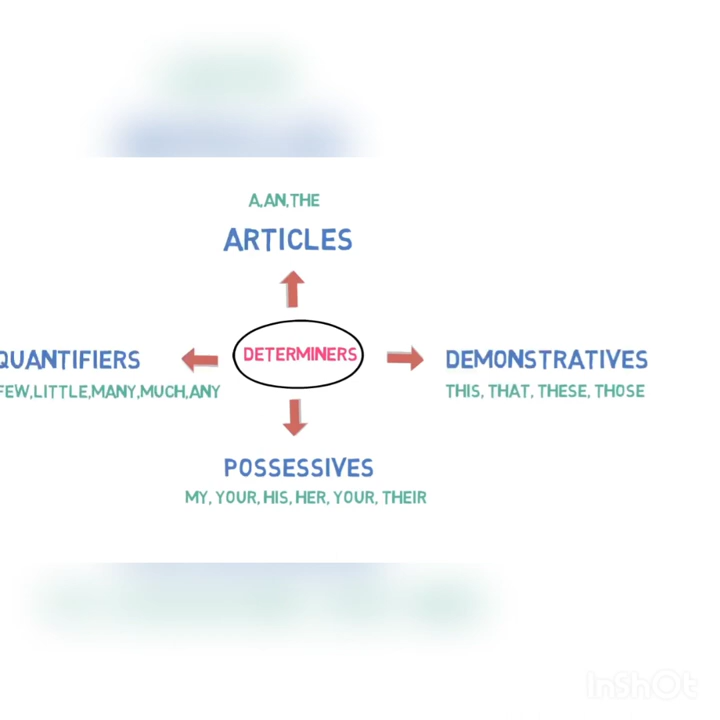 A,AN,THE
ARTICLES
QUANTIFIERS
DETERMINERS
DEMONSTRATIVES
FEW,LITTLE,MANY,MUCH,ANY
THIS, THAT, THESE, THOSE
POSSESSIVES
MY, YOUR, HIS, HER, YOUR, THEIR
InShOt